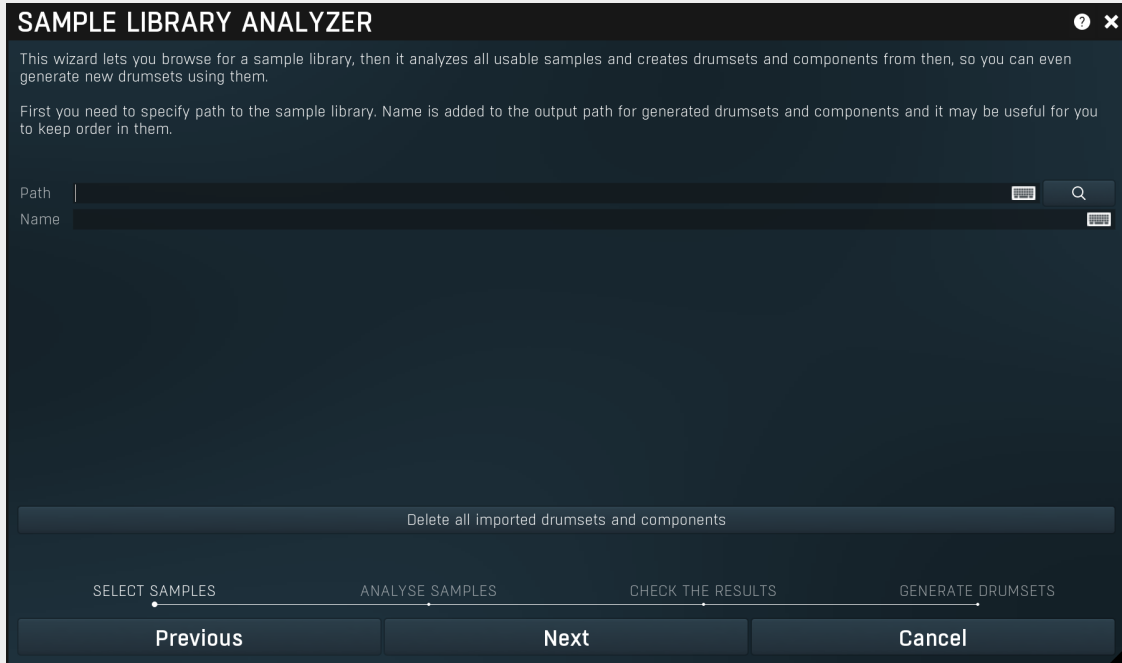 SAMPLE LIBRARY ANALYZER
This wizard lets you browse for a sample library, then it analyzes all usable samples and creates drumsets and components from then, so you can even
generate new drumsets using them.
First you need to specify path to the sample library. Name is added to the output path for generated drumsets and components and it may be useful for you
to keep order in them.
Path
Name
Delete all imported drumsets and components
SELECT SAMPLES ANALYSE SAMPLES CHECK THE RESULTS GENERATE DRUMSETS
Previous Next Cancel